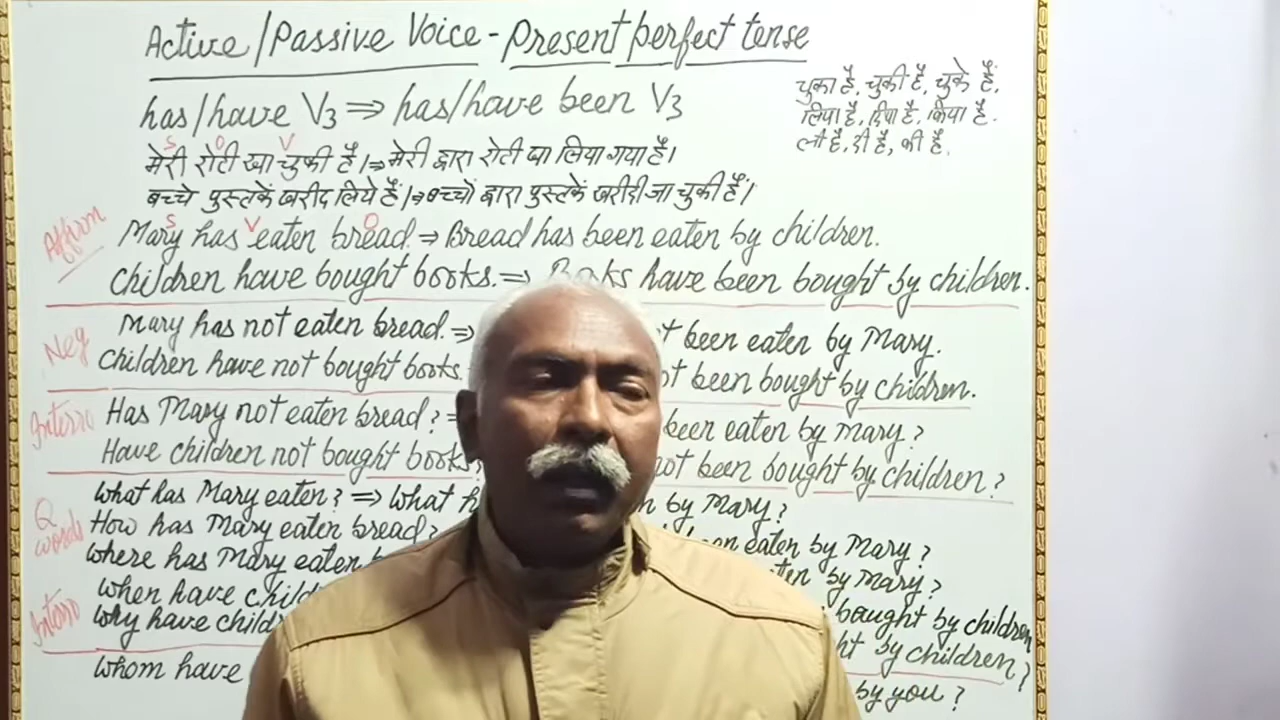 Active/Passive Voice - Present perfect tense
has/have V3 ⇒ has/have been V3
चुका है, चुकी है, चुके हैं,
लिया है, दिया है, किया है.
ली है, दी है, की है.
S O V
मेरी रोटी खा चुकी है।⇒मेरी द्वारा रोटी खा लिया गया है।
बच्चे पुस्तकें खरीद लिये हैं।⇒बच्चों द्वारा पुस्तकें खरीदी जा चुकी हैं।
Affirm
S V O
Mary has eaten bread. ⇒ Bread has been eaten by children.
Children have bought books. ⇒ Books have been bought by children.
Neg
Mary has not eaten bread. ⇒ been eaten by Mary.
Children have not bought books. been bought by children.
Interro
Has Mary not eaten bread? been eaten by Mary?
Have children not bought books not been bought by children?
Q words
What has Mary eaten? ⇒ What by Mary?
How has Mary eaten bread? eaten by Mary?
Where has Mary eaten by Mary?
Interro
When have bought by children
Why have by children?
Whom have by you?